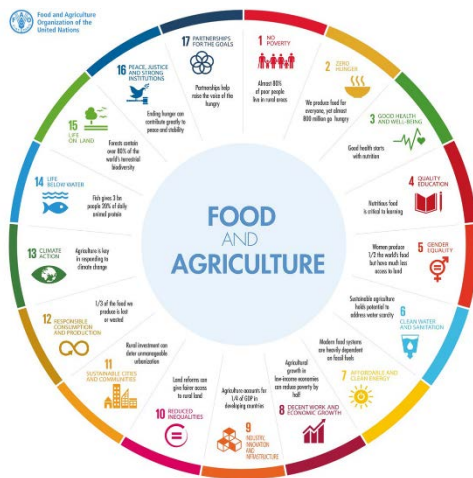 Food and Agriculture
Organization of the
United Nations
FOOD
AND
AGRICULTURE
1 NO
POVERTY
Almost 80%
of poor people
live in rural areas
2 ZERO
HUNGER
We produce food for
everyone, yet almost
800 million go hungry
3 GOOD HEALTH
AND WELL-BEING
Good health starts
with nutrition
4 QUALITY
EDUCATION
Nutritious food
is critical to learning
5 GENDER
EQUALITY
Women produce
1/2 the world's food
but have much less
access to land
6
CLEAN WATER
AND SANITATION
Sustainable agriculture
holds potential to
address water scarcity
7 AFFORDABLE AND
CLEAN ENERGY
Modern food systems
are heavily dependent
on fossil fuels
8 DECENT WORK AND
ECONOMIC GROWTH
Agricultural
growth in
low-income economies
can reduce poverty by
half
9
INDUSTRY,
INNOVATION
AND
INFRASTRUCTURE
Agriculture accounts
for 1/4 of GDP in
developing countries
10 REDUCED
INEQUALITIES
Land reforms can
give fairer access
to rural land
11
SUSTAINABLE CITIES
AND COMMUNITIES
Rural investment can
deter unmanageable
urbanization
12 RESPONSIBLE
CONSUMPTION
AND PRODUCTION
1/3 of the food we
produce is lost
or wasted
13 CLIMATE
ACTION
Agriculture is key
in responding to
climate change
14 LIFE
BELOW WATER
Fish gives 3 bn
people 20% of daily
animal protein
15 LIFE
ON LAND
Forests contain
over 80% of the
world's terrestrial
biodiversity
16 PEACE, JUSTICE
AND STRONG
INSTITUTIONS
Ending hunger can
contribute greatly to
peace and stability
17 PARTNERSHIPS
FOR THE GOALS
Partnerships help
raise the voice of the
hungry